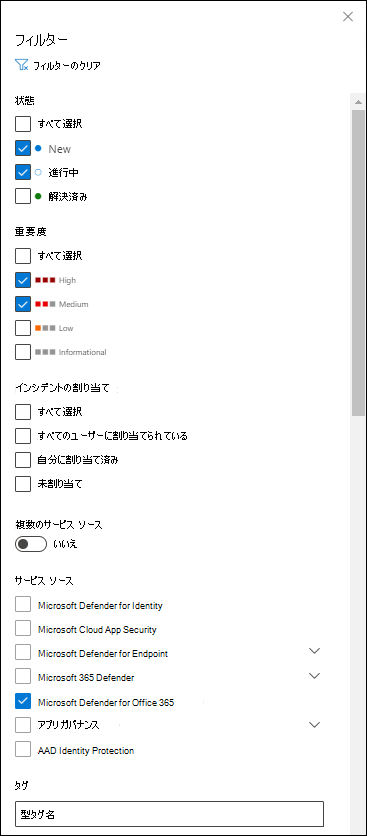 フィルター
フィルターのクリア
状態
すべて選択
New
進行中
解決済み
重要度
すべて選択
High
Medium
Low
Informational
インシデントの割り当て
すべて選択
すべてのユーザーに割り当てられている
自分に割り当て済み
未割り当て
複数のサービス ソース
いいえ
サービス ソース
Microsoft Defender for Identity
Microsoft Cloud App Security
Microsoft Defender for Endpoint
Microsoft 365 Defender
Microsoft Defender for Office 365
アプリ ガバナンス
AAD Identity Protection
タグ
型タグ名